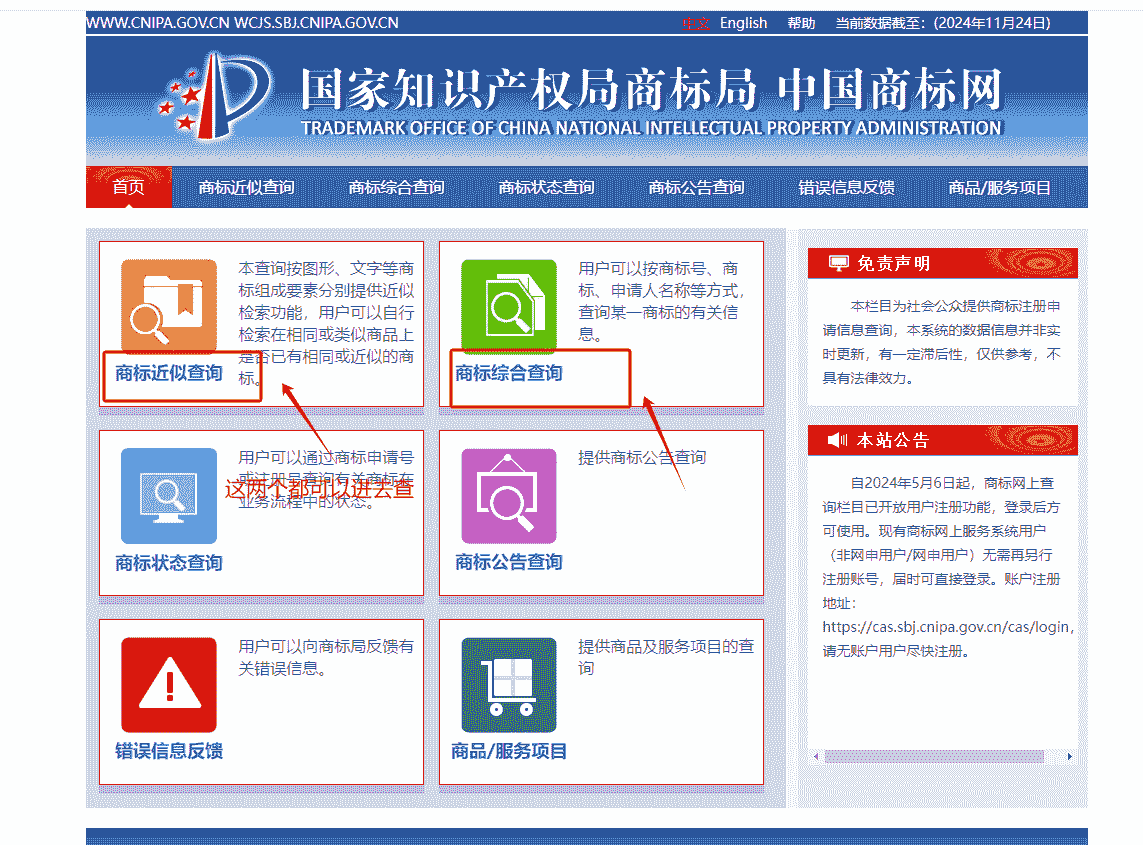 WWW.CNIPA.GOV.CN WCJS.SBJ.CNIPA.GOV.CN
中文 English 帮助 当前数据截至：(2024年11月24日)
国家知识产权局商标局 中国商标网
TRADEMARK OFFICE OF CHINA NATIONAL INTELLECTUAL PROPERTY ADMINISTRATION
首页 商标近似查询 商标综合查询 商标状态查询 商标公告查询 错误信息反馈 商品/服务项目
本查询按图形、文字等商
标组成要素分别提供近似
检索功能，用户可以自行
检索在相同或类似商品上
是否已有相同或近似的商
标。
商标近似查询
用户可以按商标号、商
标、申请人名称等方式，
查询某一商标的有关信
息。
商标综合查询
用户可以通过商标申请号
或注册号查询有关商标在
业务流程中的状态。
这两个都可以进去查
商标状态查询
提供商标公告查询
商标公告查询
用户可以向商标局反馈有
关错误信息。
错误信息反馈
提供商品及服务项目的查
询
商品/服务项目
免责声明
本栏目为社会公众提供商标注册申
请信息查询，本系统的数据信息并非实
时更新，有一定滞后性，仅供参考，不
具有法律效力。
本站公告
自2024年5月6日起，商标网上查
询栏目已开放用户注册功能，登录后方
可使用。现有商标网上服务系统用户
（非网申用户/网申用户）无需再另行
注册账号，届时可直接登录。账户注册
地址：
https://cas.sbj.cnipa.gov.cn/cas/login，
请无账户用户尽快注册。